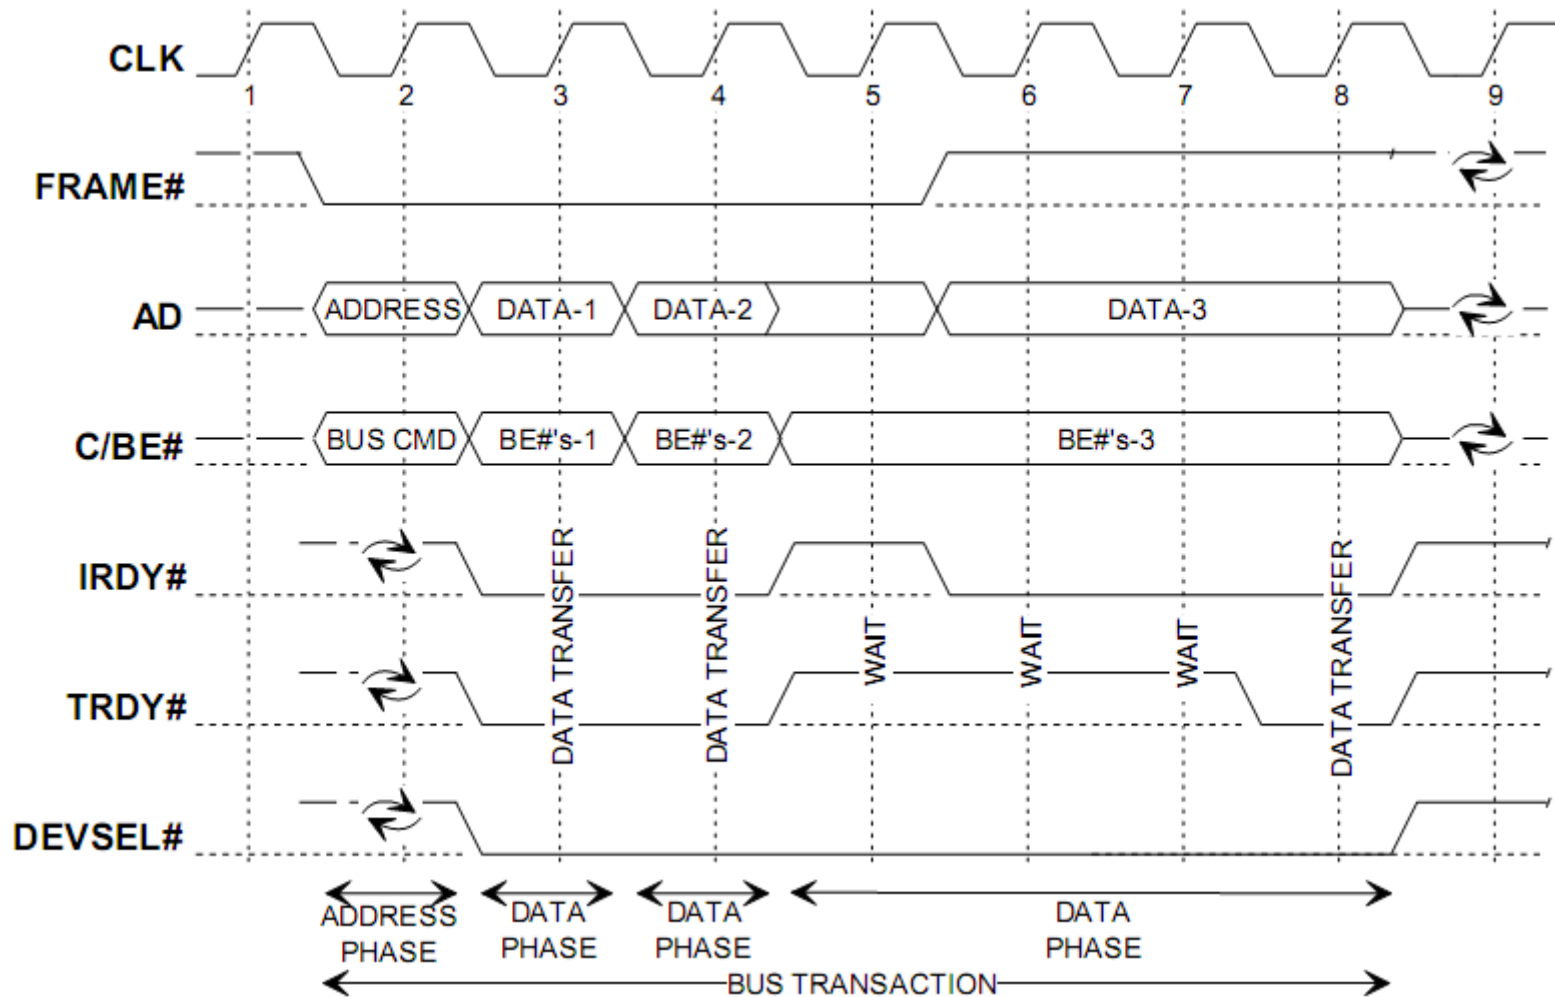 CLK
1 2 3 4 5 6 7 8 9
FRAME#
AD
ADDRESS DATA-1 DATA-2 DATA-3
C/BE#
BUS CMD BE#'s-1 BE#'s-2 BE#'s-3
IRDY#
TRDY#
DATA TRANSFER
DATA TRANSFER
WAIT
WAIT
WAIT
DATA TRANSFER
DEVSEL#
ADDRESS
PHASE
DATA
PHASE
DATA
PHASE
DATA
PHASE
BUS TRANSACTION